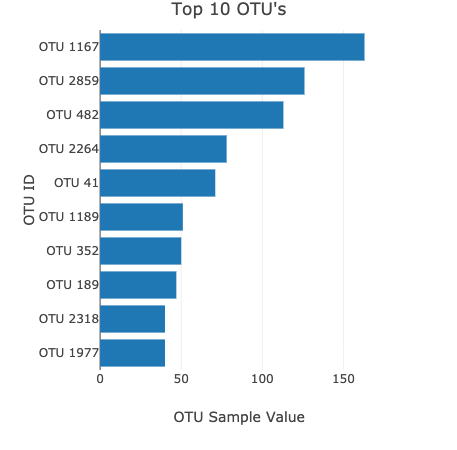 Top 10 OTU's
OTU 1167
OTU 2859
OTU 482
OTU 2264
OTU 41
OTU 1189
OTU 352
OTU 189
OTU 2318
OTU 1977
OTU ID
0 50 100 150
OTU Sample Value